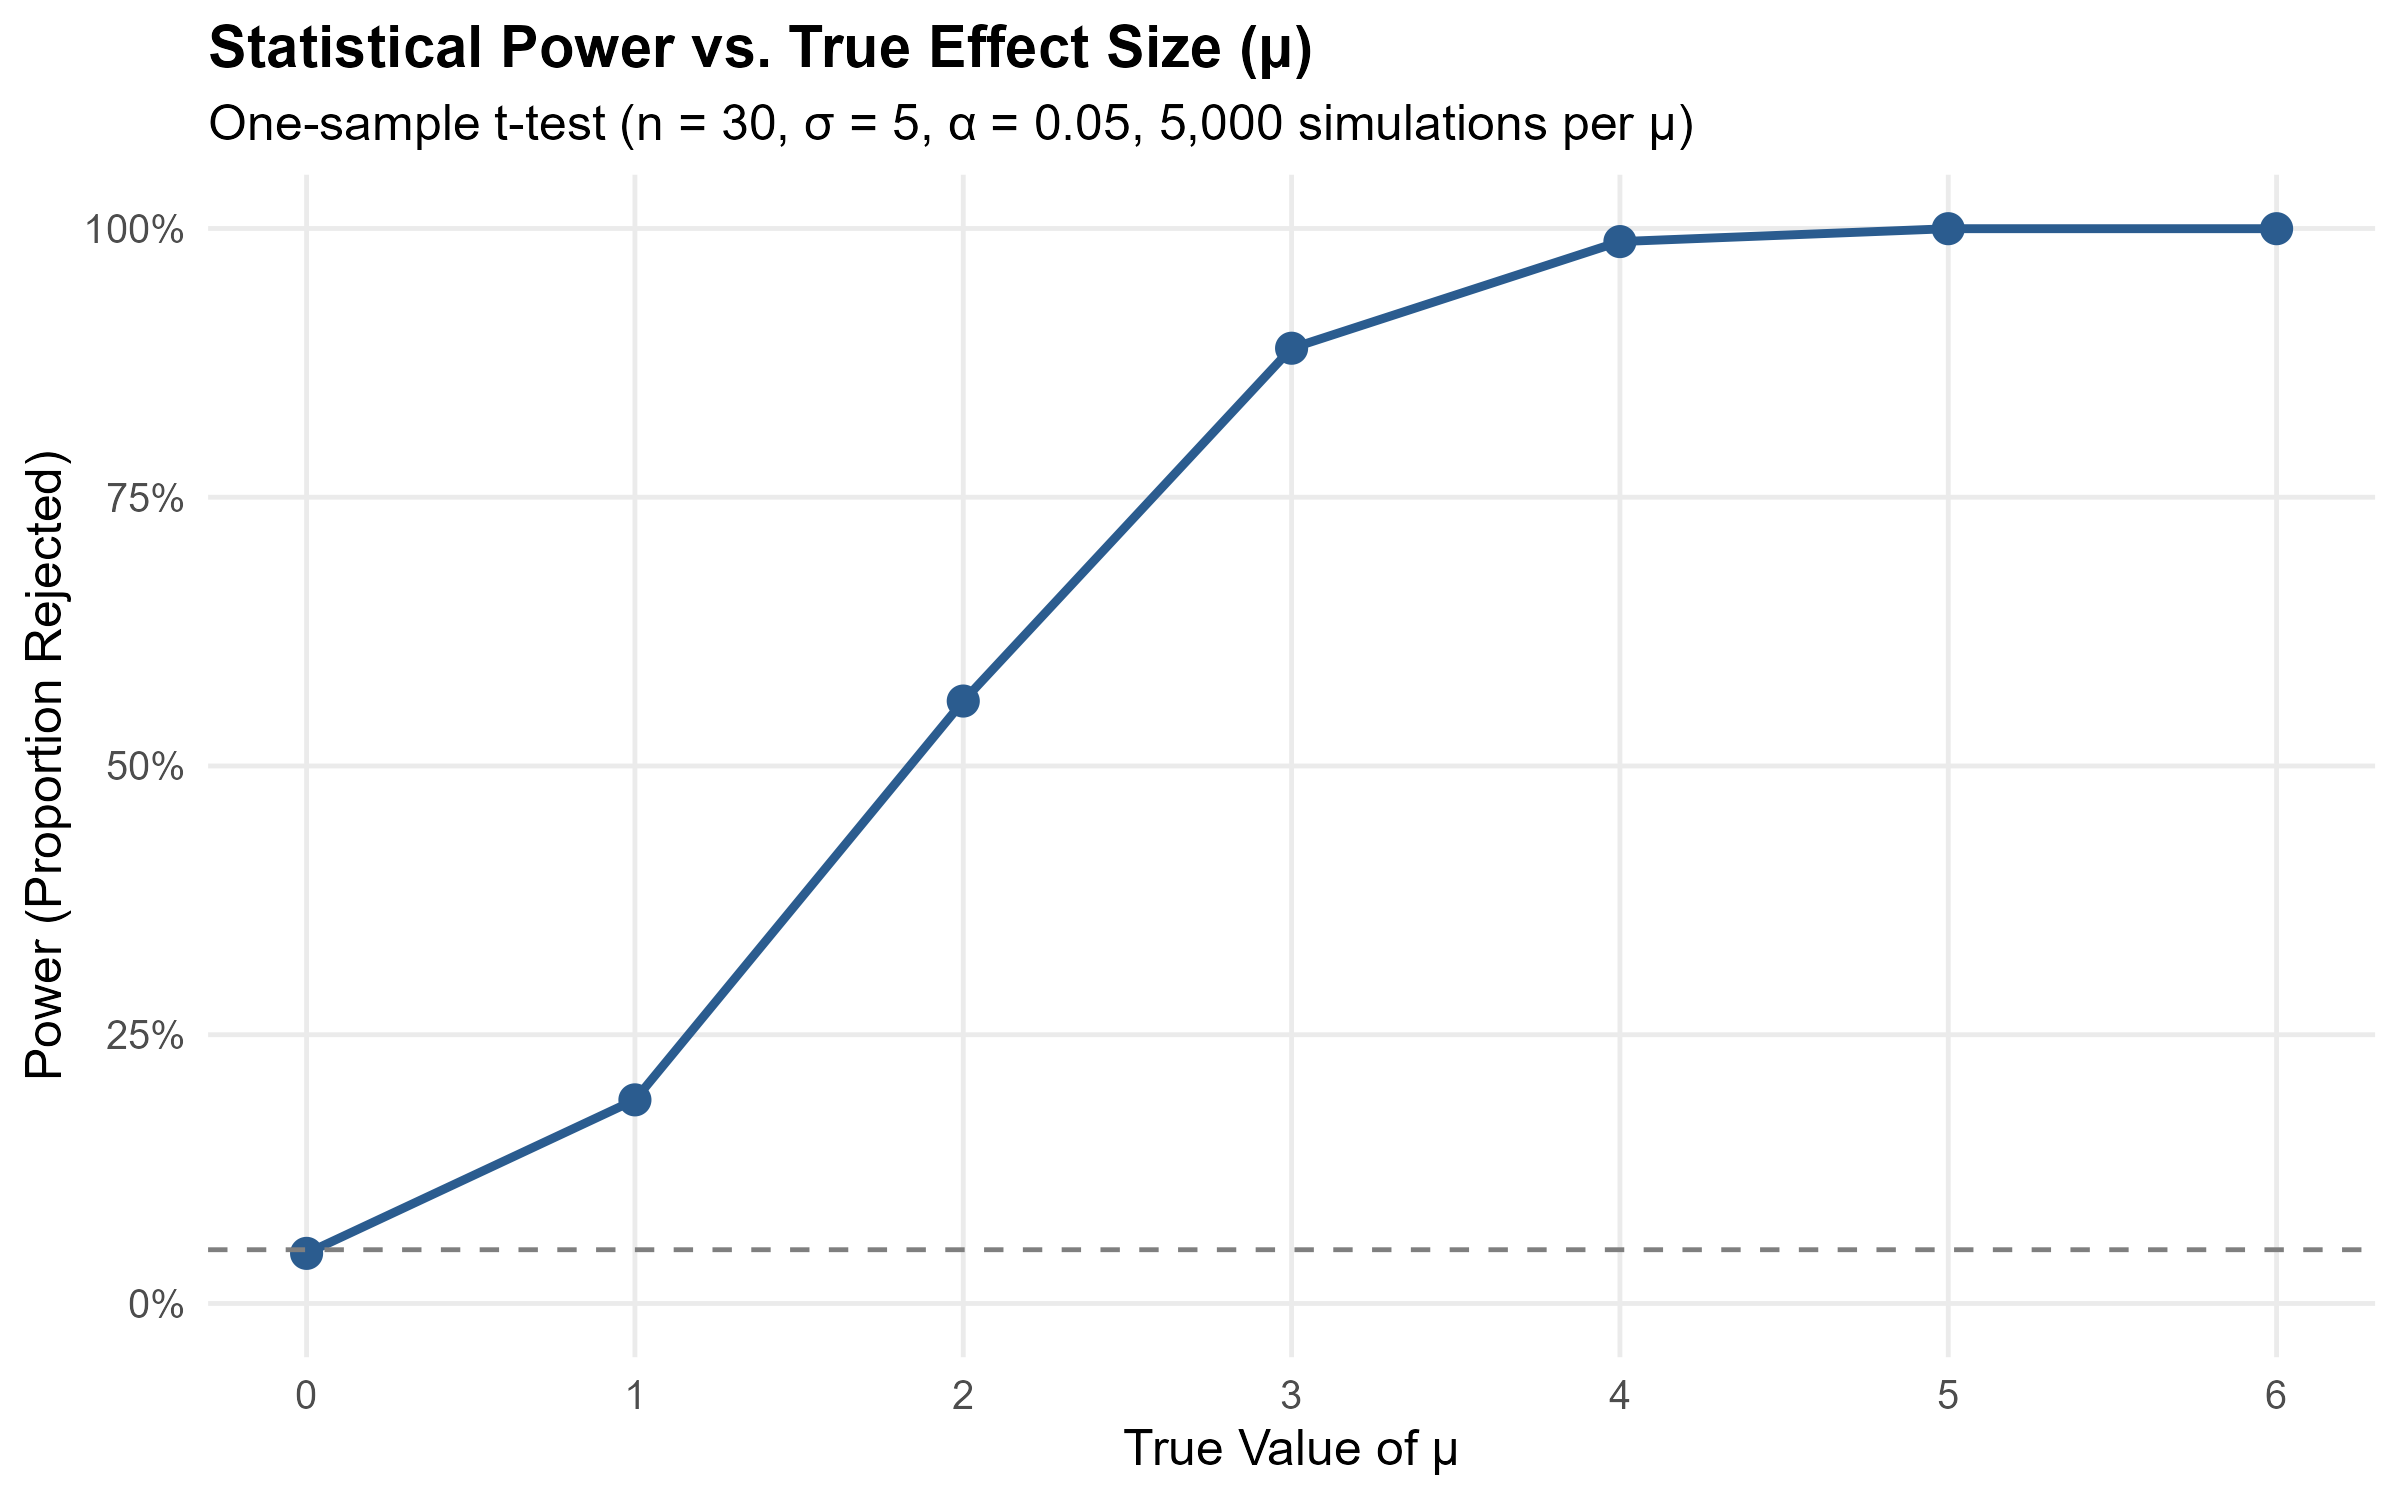 Statistical Power vs. True Effect Size (μ)
One-sample t-test (n = 30, σ = 5, α = 0.05, 5,000 simulations per μ)
Power (Proportion Rejected)
100%
75%
50%
25%
0%
0 1 2 3 4 5 6
True Value of μ